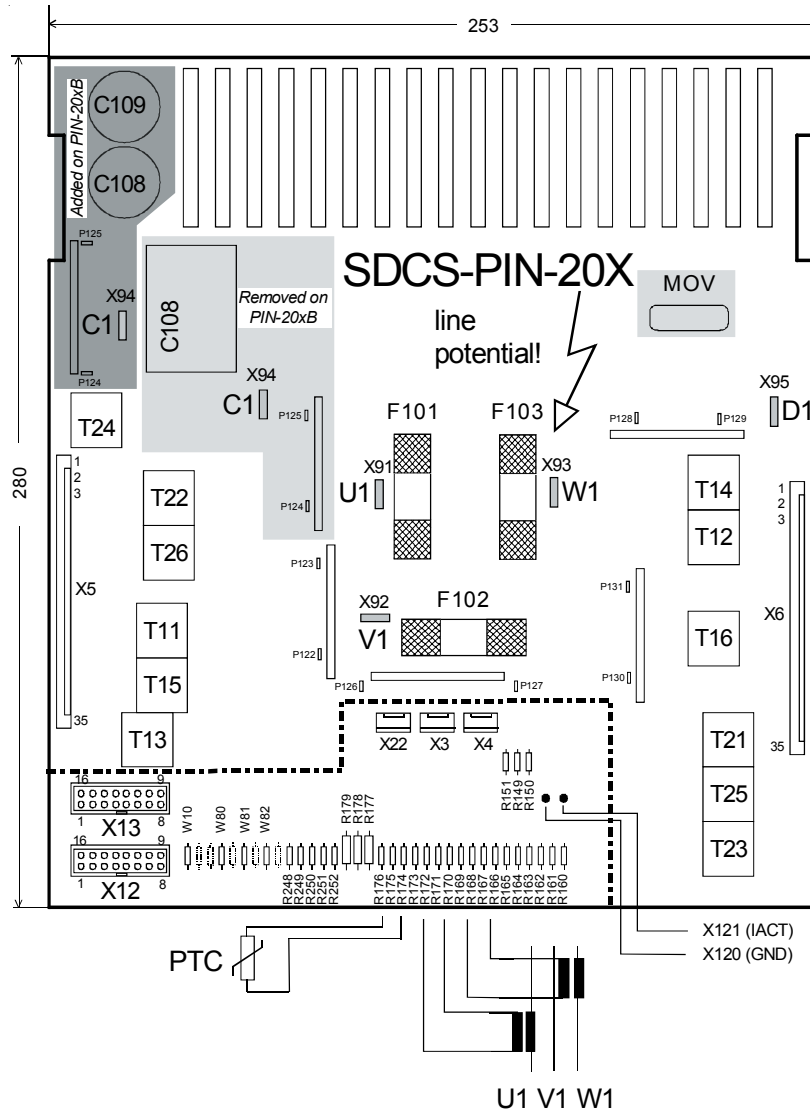 253
280
C109
C108
Added on PIN-20xB
P125
X94
C1
P124
C108
Removed on
PIN-20xB
X94
C1
P125
P124
SDCS-PIN-20X
line
potential!
MOV
X95
D1
P128
P129
F101
F103
X91
U1
X93
W1
T24
1
2
3
X5
35
T22
T26
T11
T15
T13
P123
P122
X92
V1
F102
P126
P127
P131
P130
T14
T12
T16
1
2
3
X6
35
T21
T25
T23
X22
X3
X4
R151
R149
R150
16
9
1
X13
8
16
9
1
X12
8
W10
W80
W81
W82
R248
R249
R250
R251
R252
R179
R178
R177
R176
R175
R174
R173
R172
R171
R170
R169
R168
R167
R166
R165
R164
R163
R162
R161
R160
PTC
X121 (IACT)
X120 (GND)
U1 V1 W1